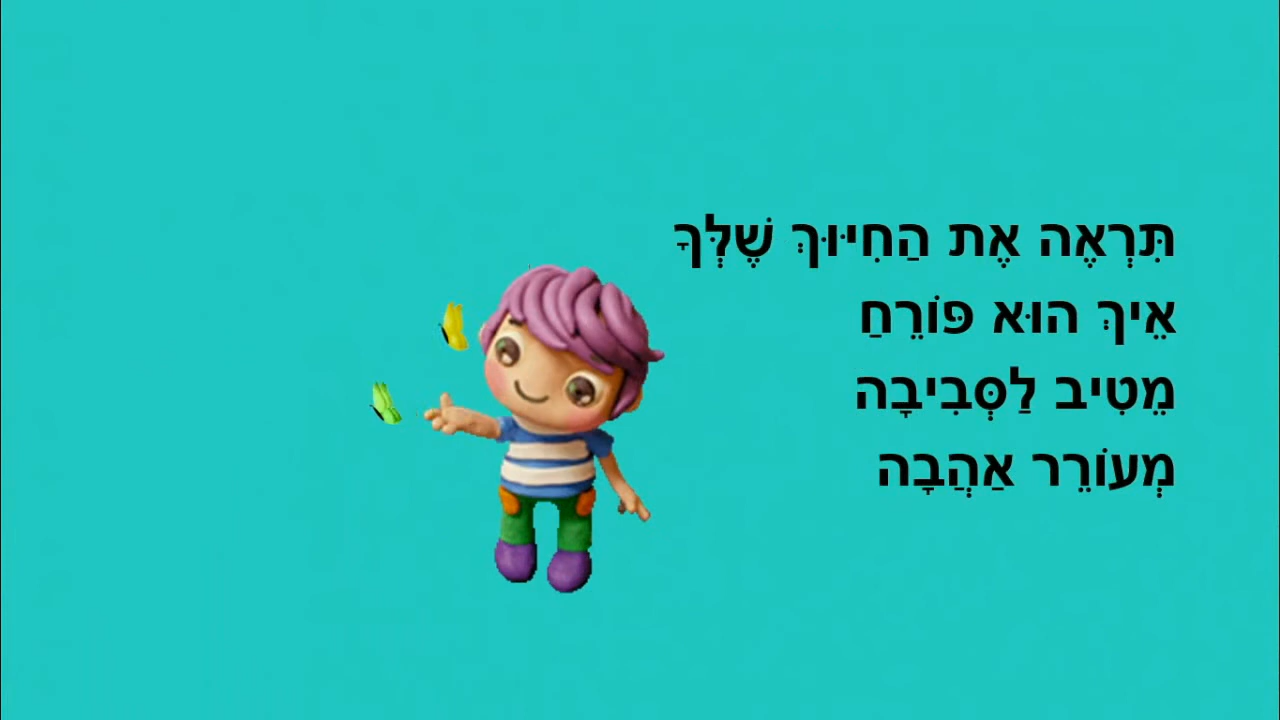 תִּרְאֶה אֶת הַחִיּוּךְ שֶׁלְּךָ
אֵיךְ הוּא פּוֹרֵחַ
מֵטִיב לַסְּבִיבָה
מְעוֹרֵר אַהֲבָה